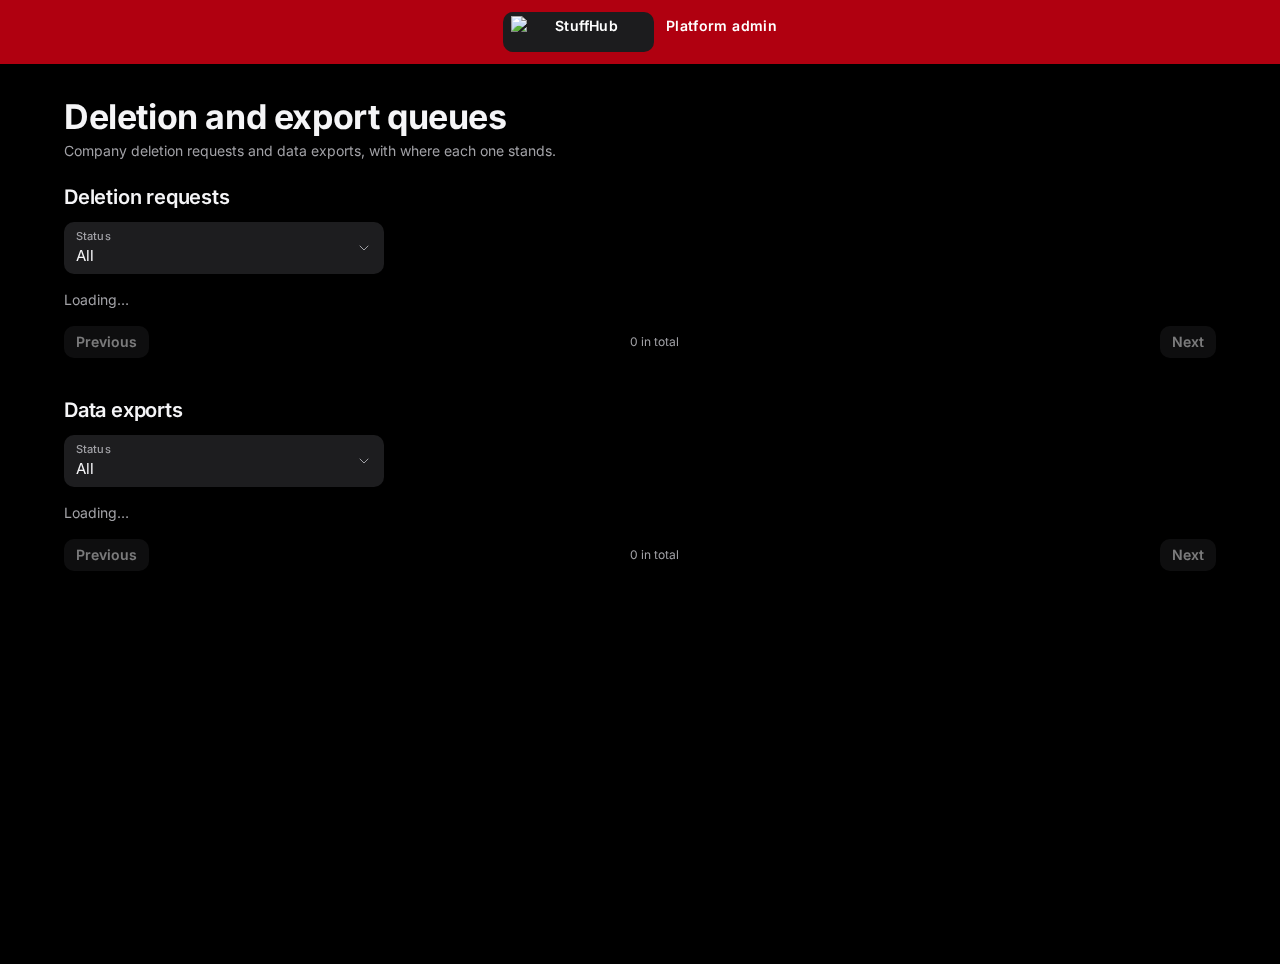 StuffHub Platform admin
Deletion and export queues
Company deletion requests and data exports, with where each one stands.
Deletion requests
Status
All
Loading...
Previous 0 in total Next
Data exports
Status
All
Loading...
Previous 0 in total Next